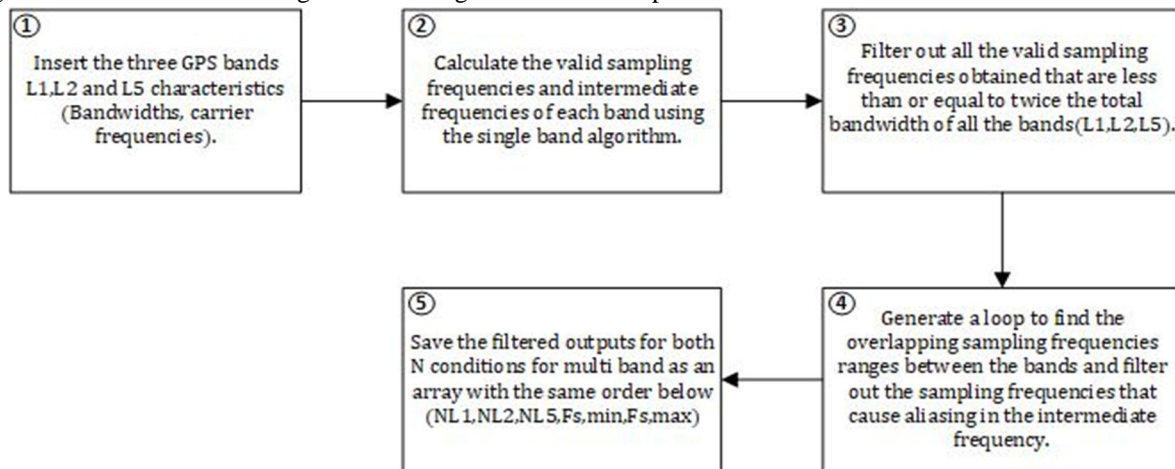 ①
Insert the three GPS bands
L1,L2 and L5 characteristics
(Bandwidths, carrier
frequencies).
②
Calculate the valid sampling
frequencies and intermediate
frequencies of each band using
the single band algorithm.
③
Filter out all the valid sampling
frequencies obtained that are less
than or equal to twice the total
bandwidth of all the bands(L1,L2,L5).
④
Generate a loop to find the
overlapping sampling frequencies
ranges between the bands and filter
out the sampling frequencies that
cause aliasing in the intermediate
frequency.
⑤
Save the filtered outputs for both
N conditions for multi band as an
array with the same order below
(NL1,NL2,NL5,Fs,min,Fs,max)